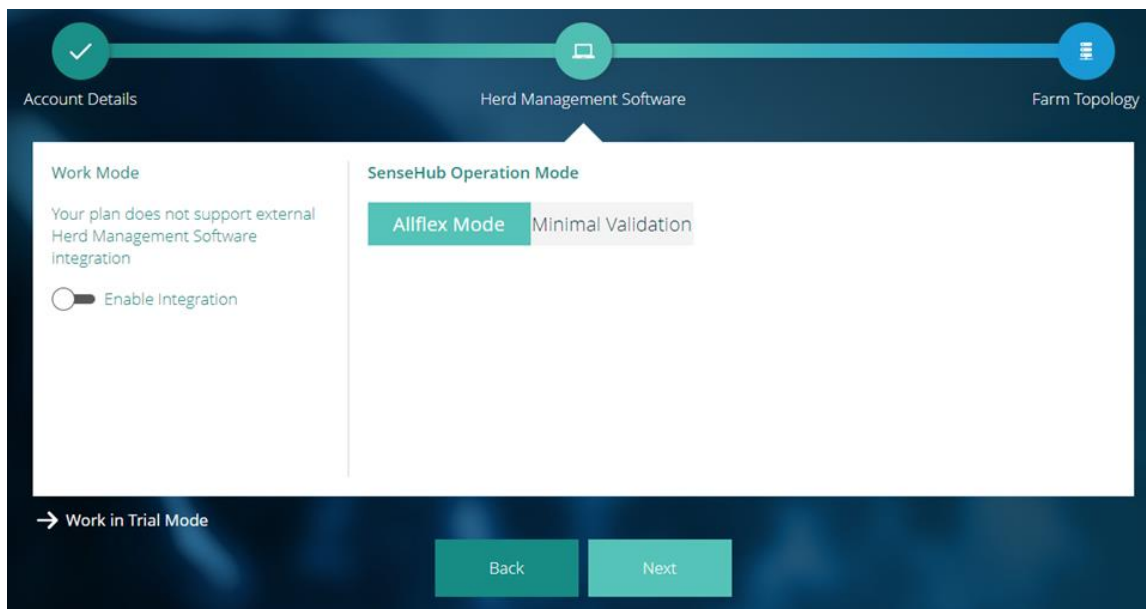 Account Details
Herd Management Software
Farm Topology
Work Mode
Your plan does not support external
Herd Management Software
integration
Enable Integration
SenseHub Operation Mode
Allflex Mode
Minimal Validation
Work in Trial Mode
Back
Next